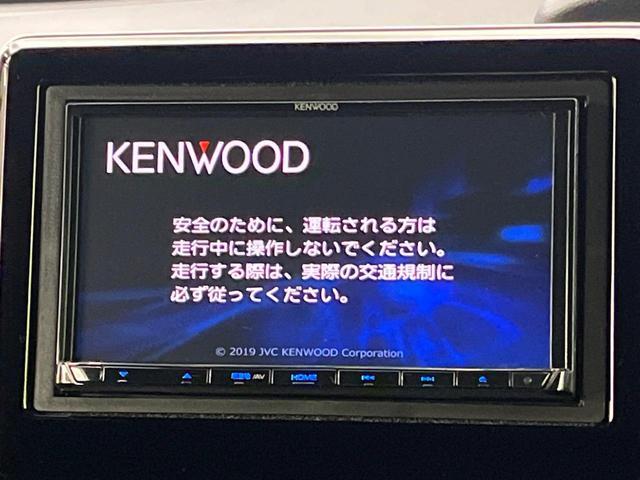 KENWOOD
KENWOOD
安全のために、運転される方は
走行中に操作しないでください。
走行する際は、実際の交通規制に
必ず従ってください。
© 2019 JVC KENWOOD Corporation
/AV HOME